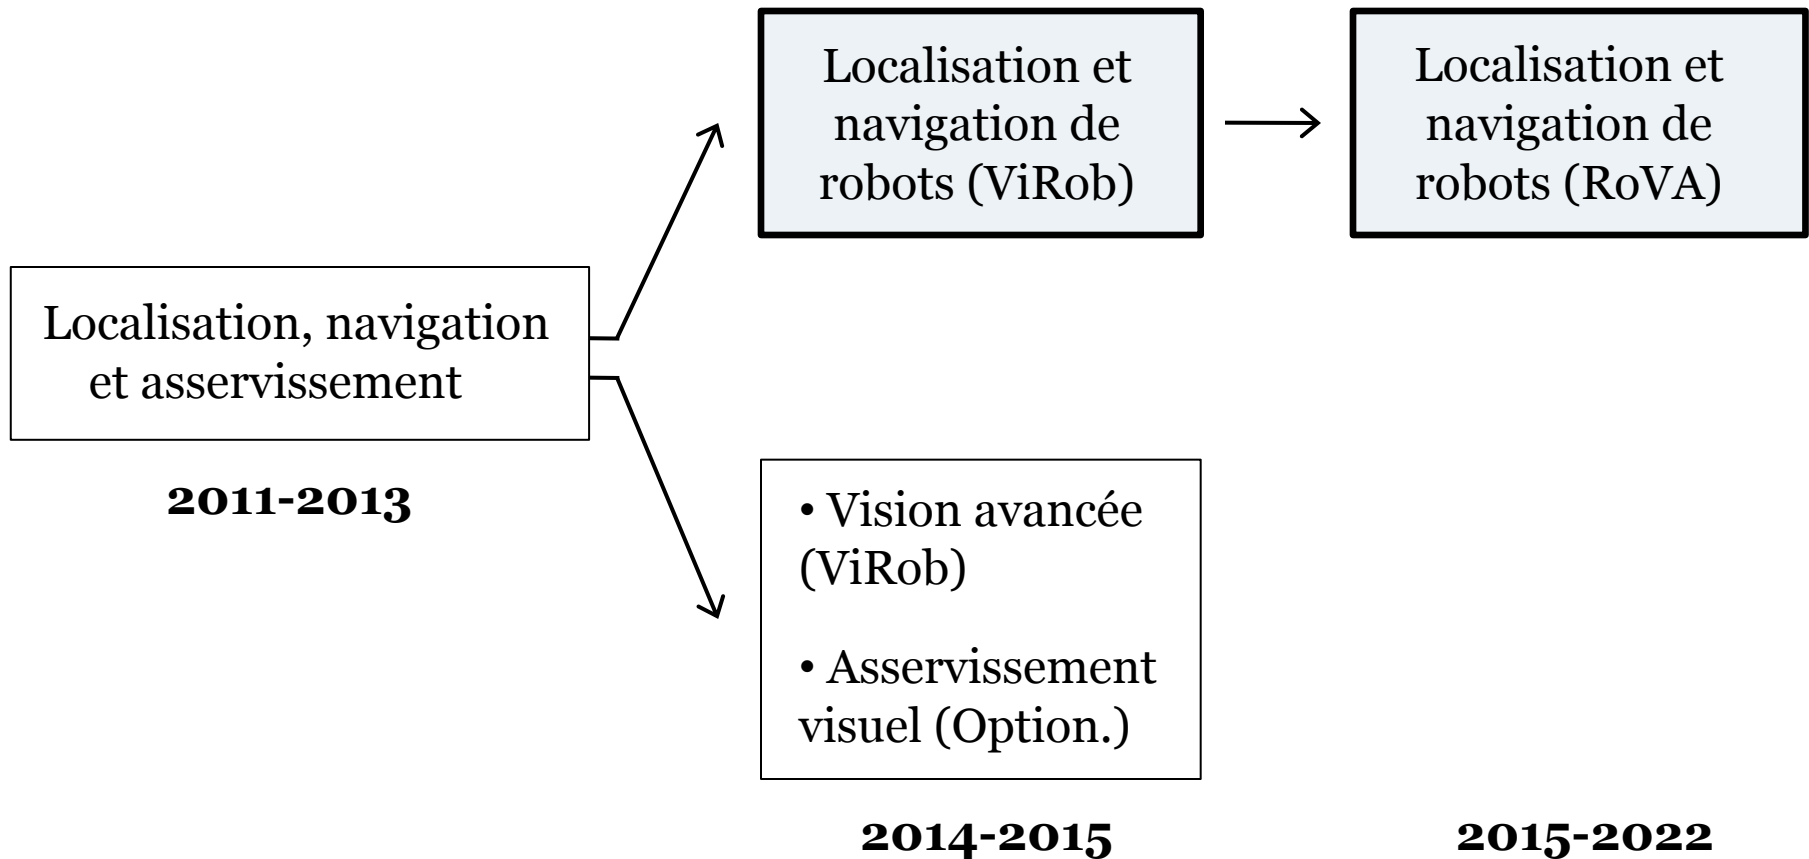 Localisation et
navigation de
robots (ViRob)
Localisation et
navigation de
robots (RoVA)
Localisation, navigation
et asservissement
2011-2013
• Vision avancée
(ViRob)
• Asservissement
visuel (Option.)
2014-2015
2015-2022